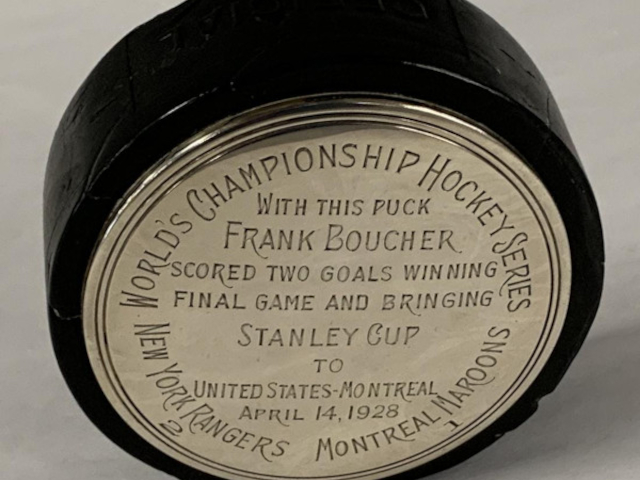 WORLD'S CHAMPIONSHIP HOCKEY SERIES
WITH THIS PUCK
FRANK BOUCHER
SCORED TWO GOALS WINNING
FINAL GAME AND BRINGING
STANLEY CUP
TO
UNITED STATES-MONTREAL
APRIL 14, 1928
NEW YORK RANGERS
2
MONTREAL MAROONS
1